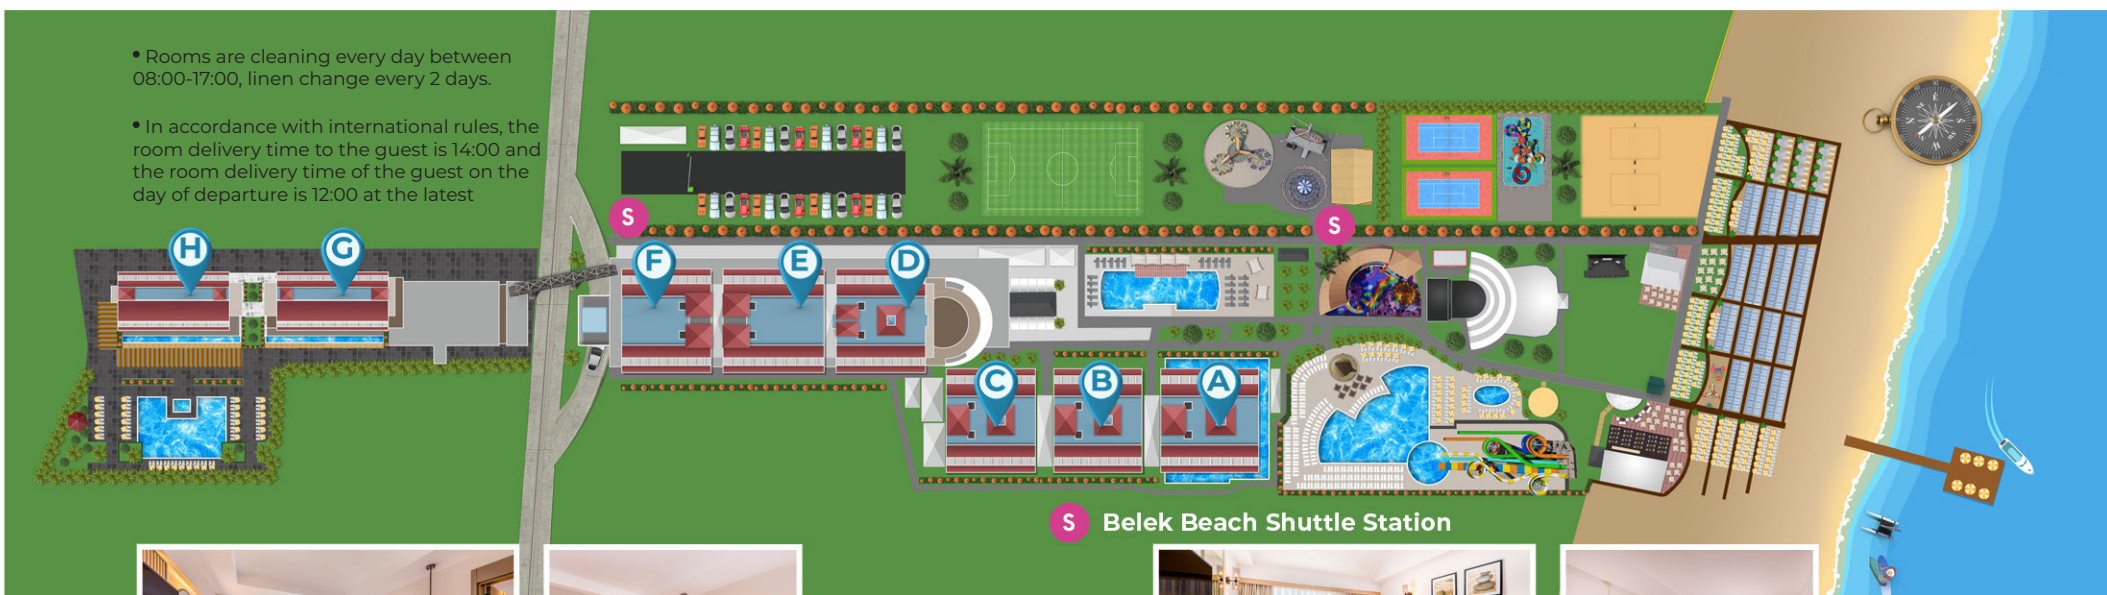 • Rooms are cleaning every day between
08:00-17:00, linen change every 2 days.
• In accordance with international rules, the
room delivery time to the guest is 14:00 and
the room delivery time of the guest on the
day of departure is 12:00 at the latest
H
G
F
E
D
C
B
A
S
S
S Belek Beach Shuttle Station